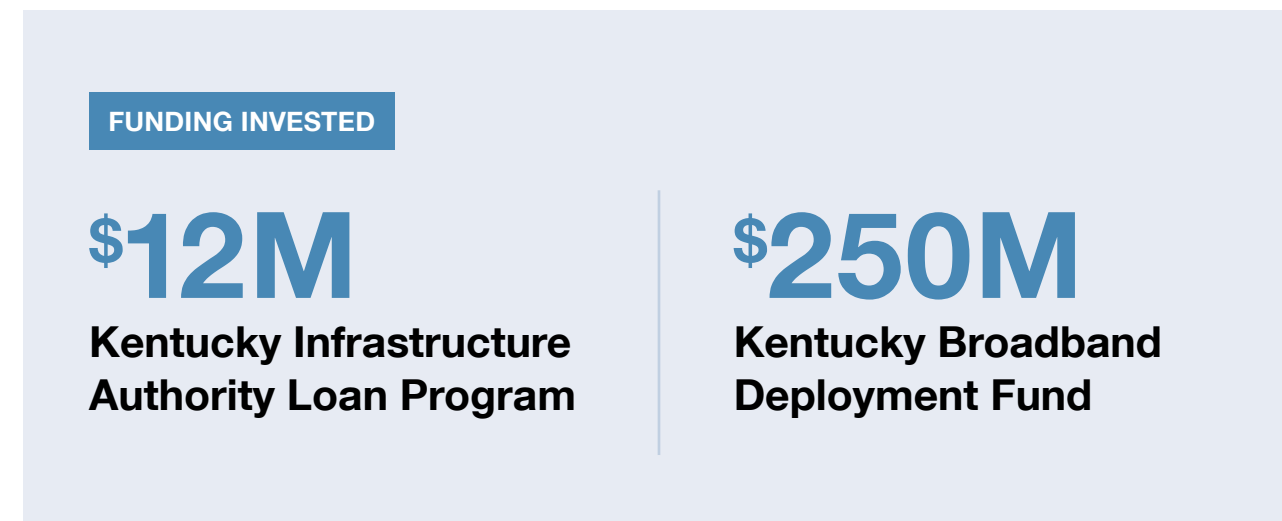 FUNDING INVESTED
$12M
Kentucky Infrastructure
Authority Loan Program
$250M
Kentucky Broadband
Deployment Fund